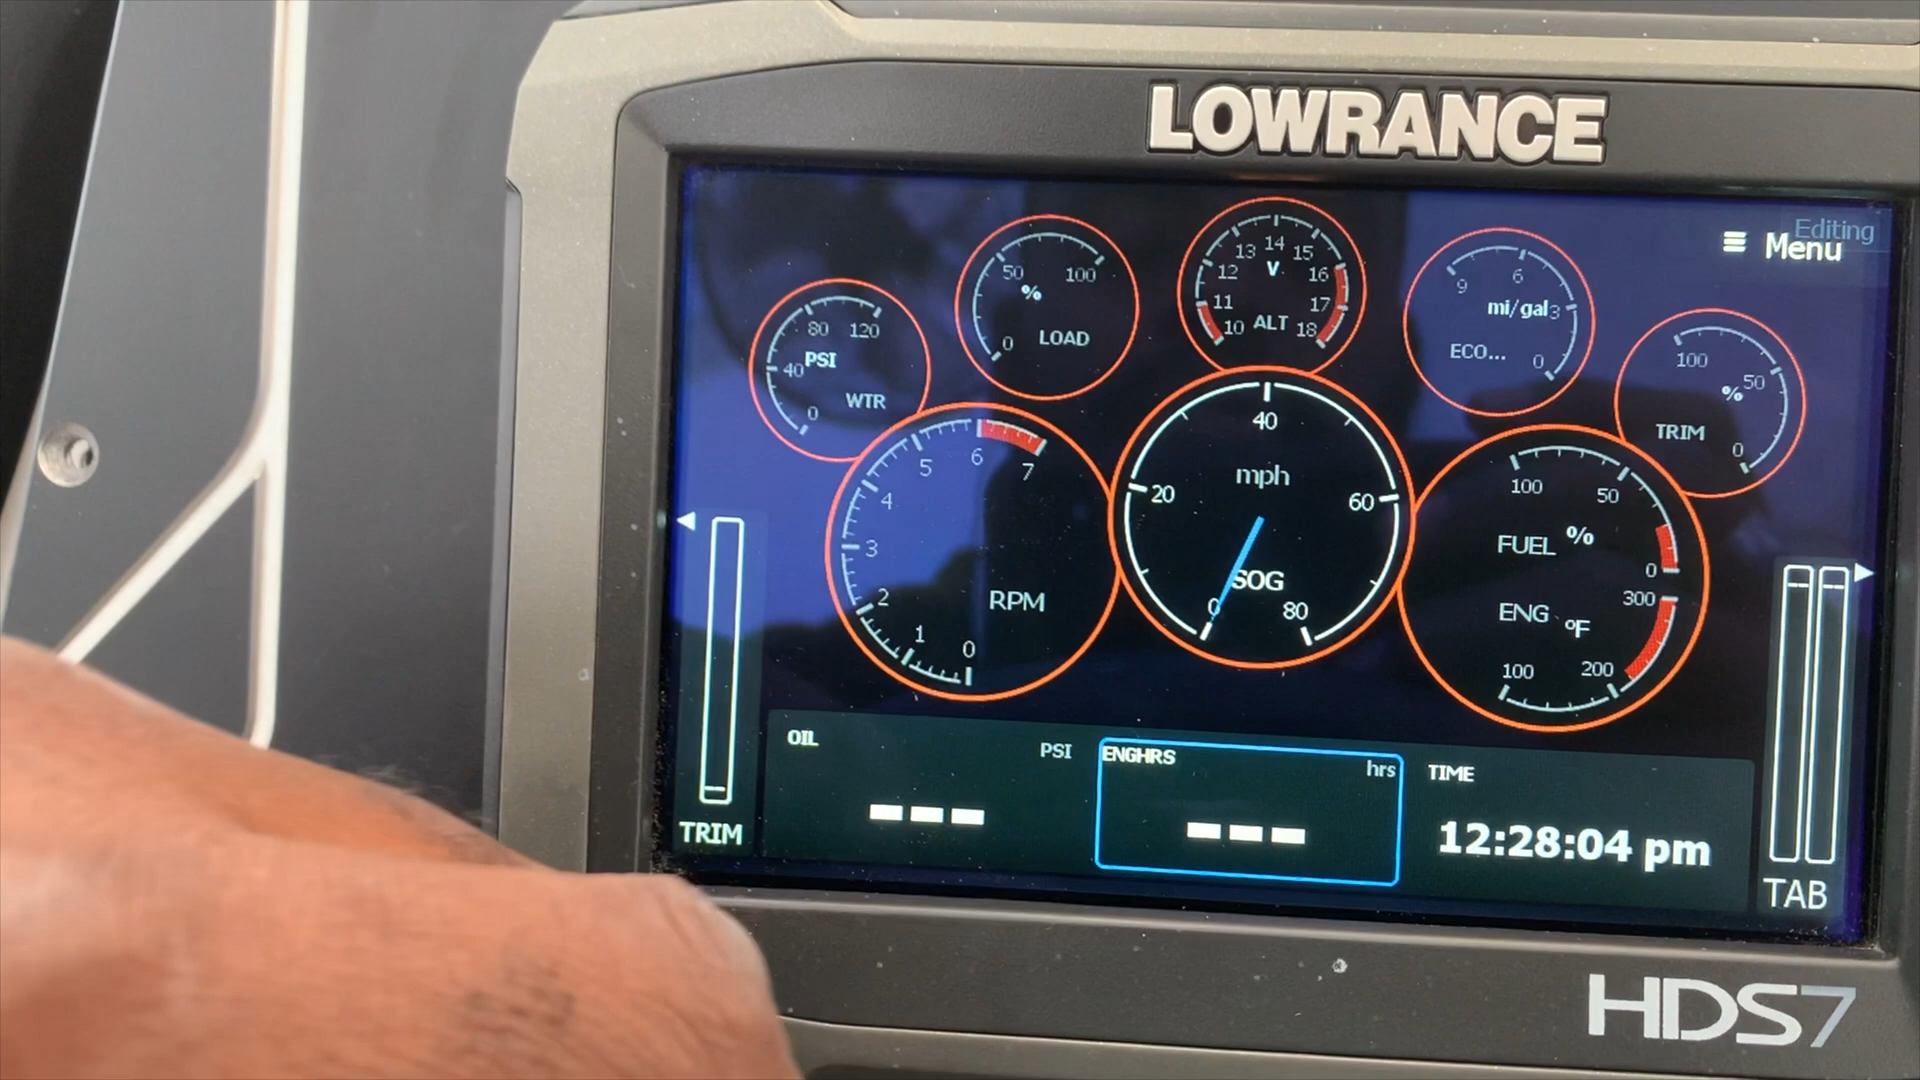 LOWRANCE
Editing
Menu
80 120
40 PSI
0 WTR
50 100
%
0 LOAD
13 14 15
12 V 16
11 17
10 ALT 18
9 6
mi/gal 3
ECO... 0
100
% 50
TRIM
0
5 6 7
4
3
2 RPM
1 0
40
mph
20 60
SOG
0 80
100 50
FUEL %
0
300
ENG °F
100 200
TRIM
OIL PSI
---
ENGHRS hrs
---
TIME
12:28:04 pm
TAB
HDS7